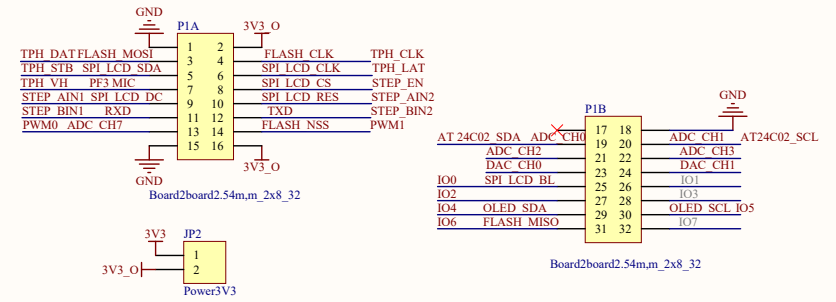 GND
P1A
3V3_O
1 2
TPH_DAT FLASH_MOSI 3 4 FLASH_CLK TPH_CLK
TPH_STB SPI_LCD_SDA 5 6 SPI_LCD_CLK TPH_LAT
TPH_VH PF3 MIC 7 8 SPI_LCD_CS STEP_EN
STEP_AIN1 SPI_LCD_DC 9 10 SPI_LCD_RES STEP_AIN2
STEP_BIN1 RXD 11 12 TXD STEP_BIN2
PWM0 ADC_CH7 13 14 FLASH_NSS PWM1
15 16
GND
3V3_O
Board2board2.54m,m_2x8_32
3V3
JP2
1
3V3_O 2
Power3V3
P1B
GND
17 18
AT24C02_SDA ADC_CH0 19 20 ADC_CH1 AT24C02_SCL
ADC_CH2 21 22 ADC_CH3
DAC_CH0 23 24 DAC_CH1
IO0 SPI_LCD_BL 25 26 IO1
IO2 27 28 IO3
IO4 OLED_SDA 29 30 OLED_SCL IO5
IO6 FLASH_MISO 31 32 IO7
Board2board2.54m,m_2x8_32